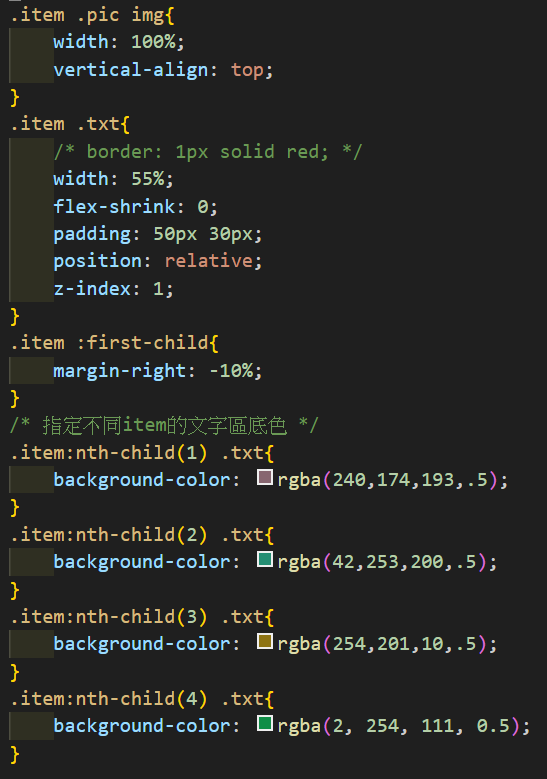 .item .pic img{
    width: 100%;
    vertical-align: top;
}
.item .txt{
    /* border: 1px solid red; */
    width: 55%;
    flex-shrink: 0;
    padding: 50px 30px;
    position: relative;
    z-index: 1;
}
.item :first-child{
    margin-right: -10%;
}
/* 指定不同item的文字區底色 */
.item:nth-child(1) .txt{
    background-color: rgba(240,174,193,.5);
}
.item:nth-child(2) .txt{
    background-color: rgba(42,253,200,.5);
}
.item:nth-child(3) .txt{
    background-color: rgba(254,201,10,.5);
}
.item:nth-child(4) .txt{
    background-color: rgba(2, 254, 111, 0.5);
}